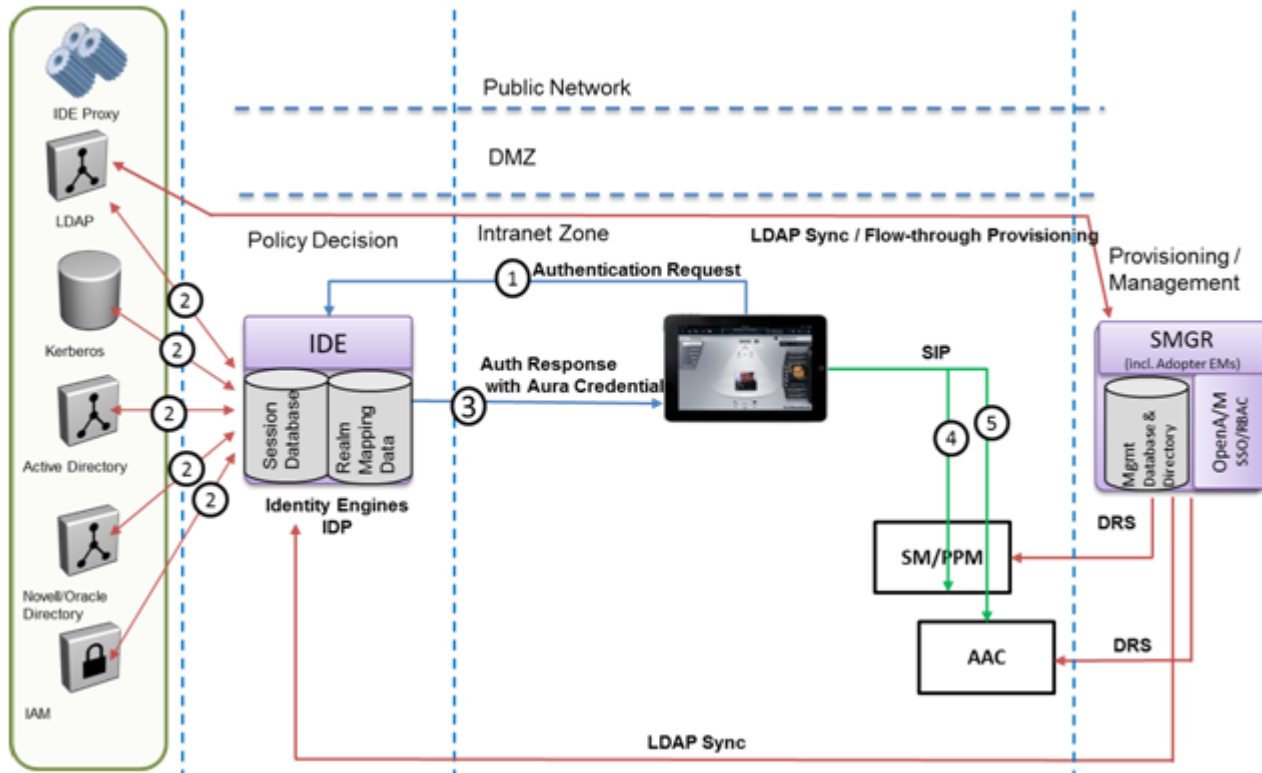 IDE Proxy
LDAP
Kerberos
Active Directory
Novell/Oracle
Directory
IAM
2
2
2
2
2
Public Network
DMZ
Policy Decision
Intranet Zone
LDAP Sync / Flow-through Provisioning
Provisioning /
Management
1
Authentication Request
IDE
Session
Database
Realm
Mapping
Data
Identity Engines
IDP
Auth Response
with Aura Credential
3
SIP
4
5
SMGR
(incl. Adopter EMs)
Mgmt
Database &
Directory
OpenA/M
SSO/RBAC
DRS
SM/PPM
DRS
AAC
LDAP Sync